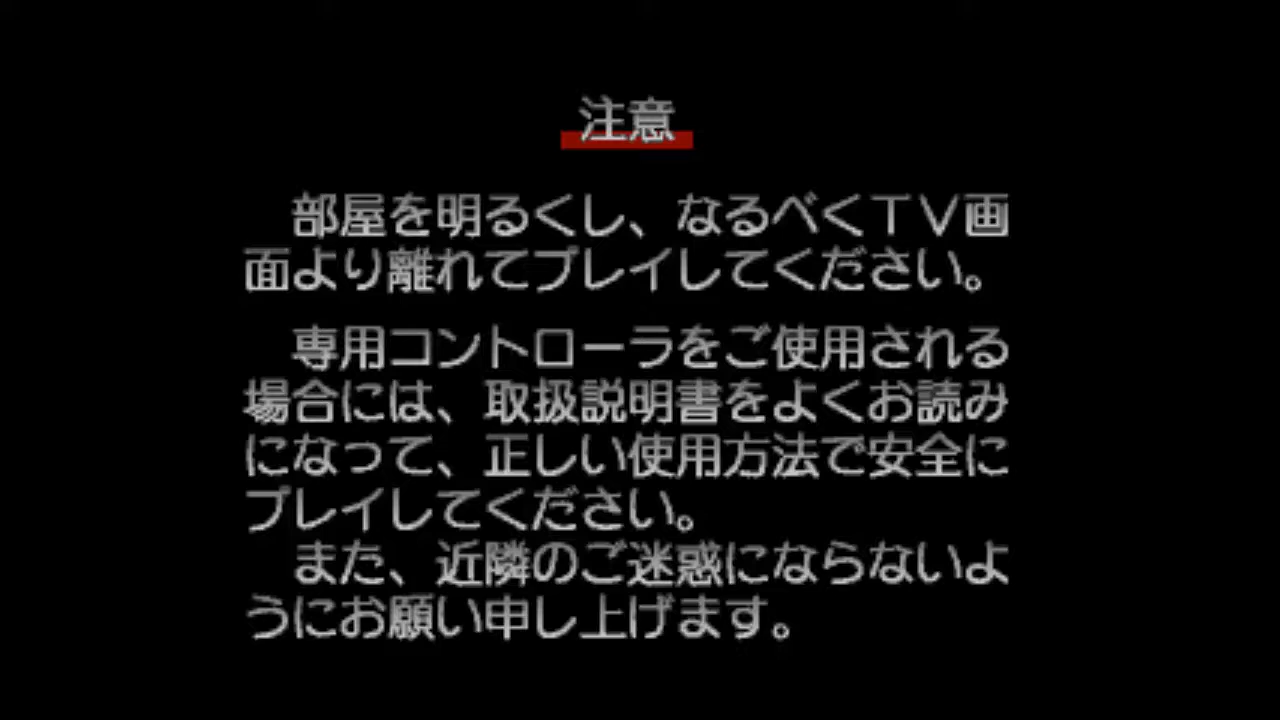 注意
　部屋を明るくし、なるべくＴＶ画
面より離れてプレイしてください。
　専用コントローラをご使用される
場合には、取扱説明書をよくお読み
になって、正しい使用方法で安全に
プレイしてください。
　また、近隣のご迷惑にならないよ
うにお願い申し上げます。